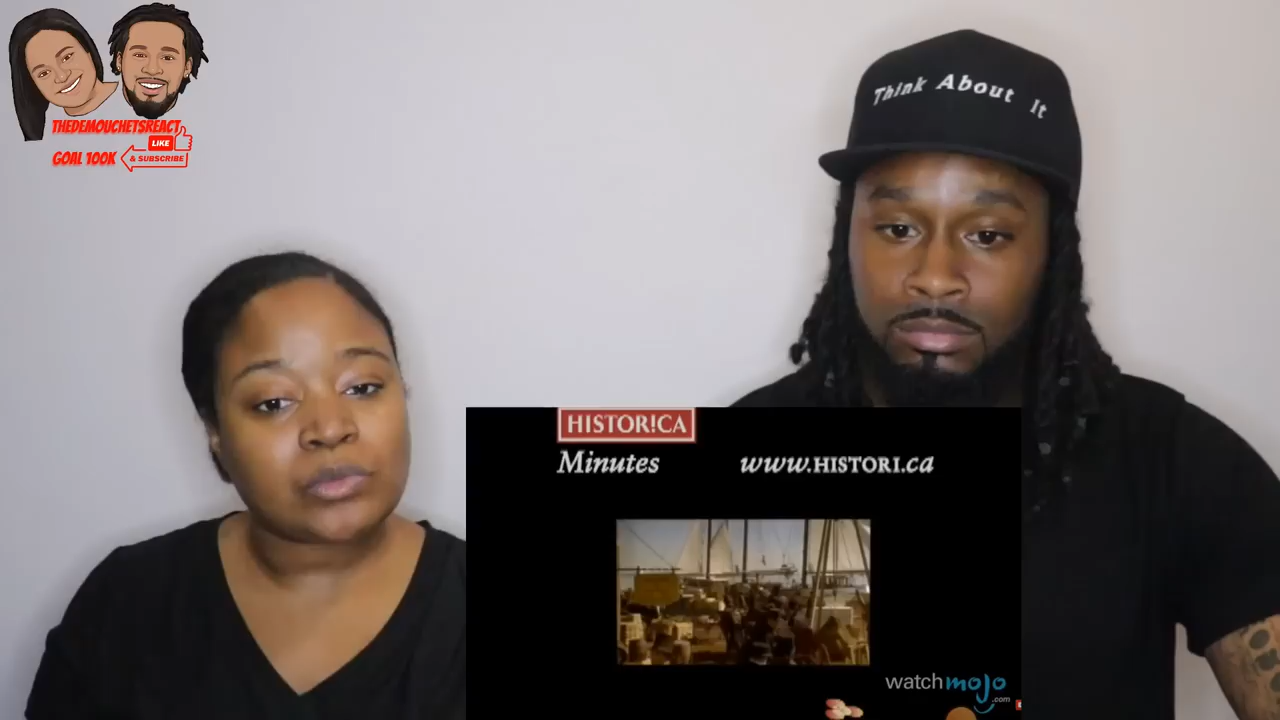 THEDEMOUCHETSREACT
LIKE
GOAL 100K
& SUBSCRIBE
Think About It
HISTOR!CA
Minutes
www.HISTORI.ca
watchmojo
.com